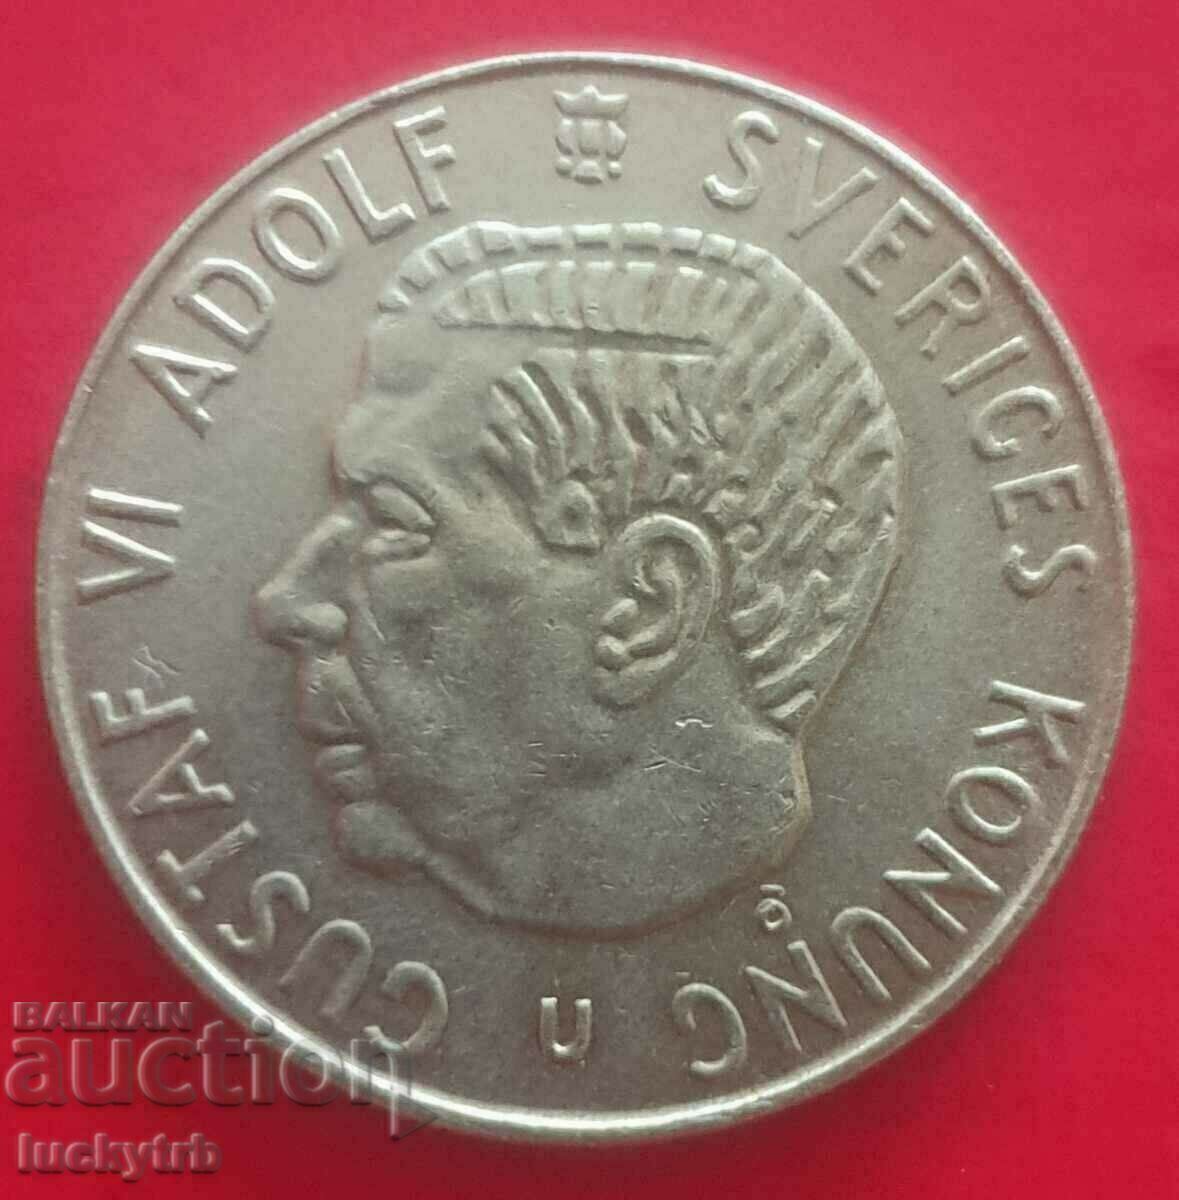 GUSTAF VI ADOLF SVERIGES KONUNG
U
BALKAN
auction
luckytrb